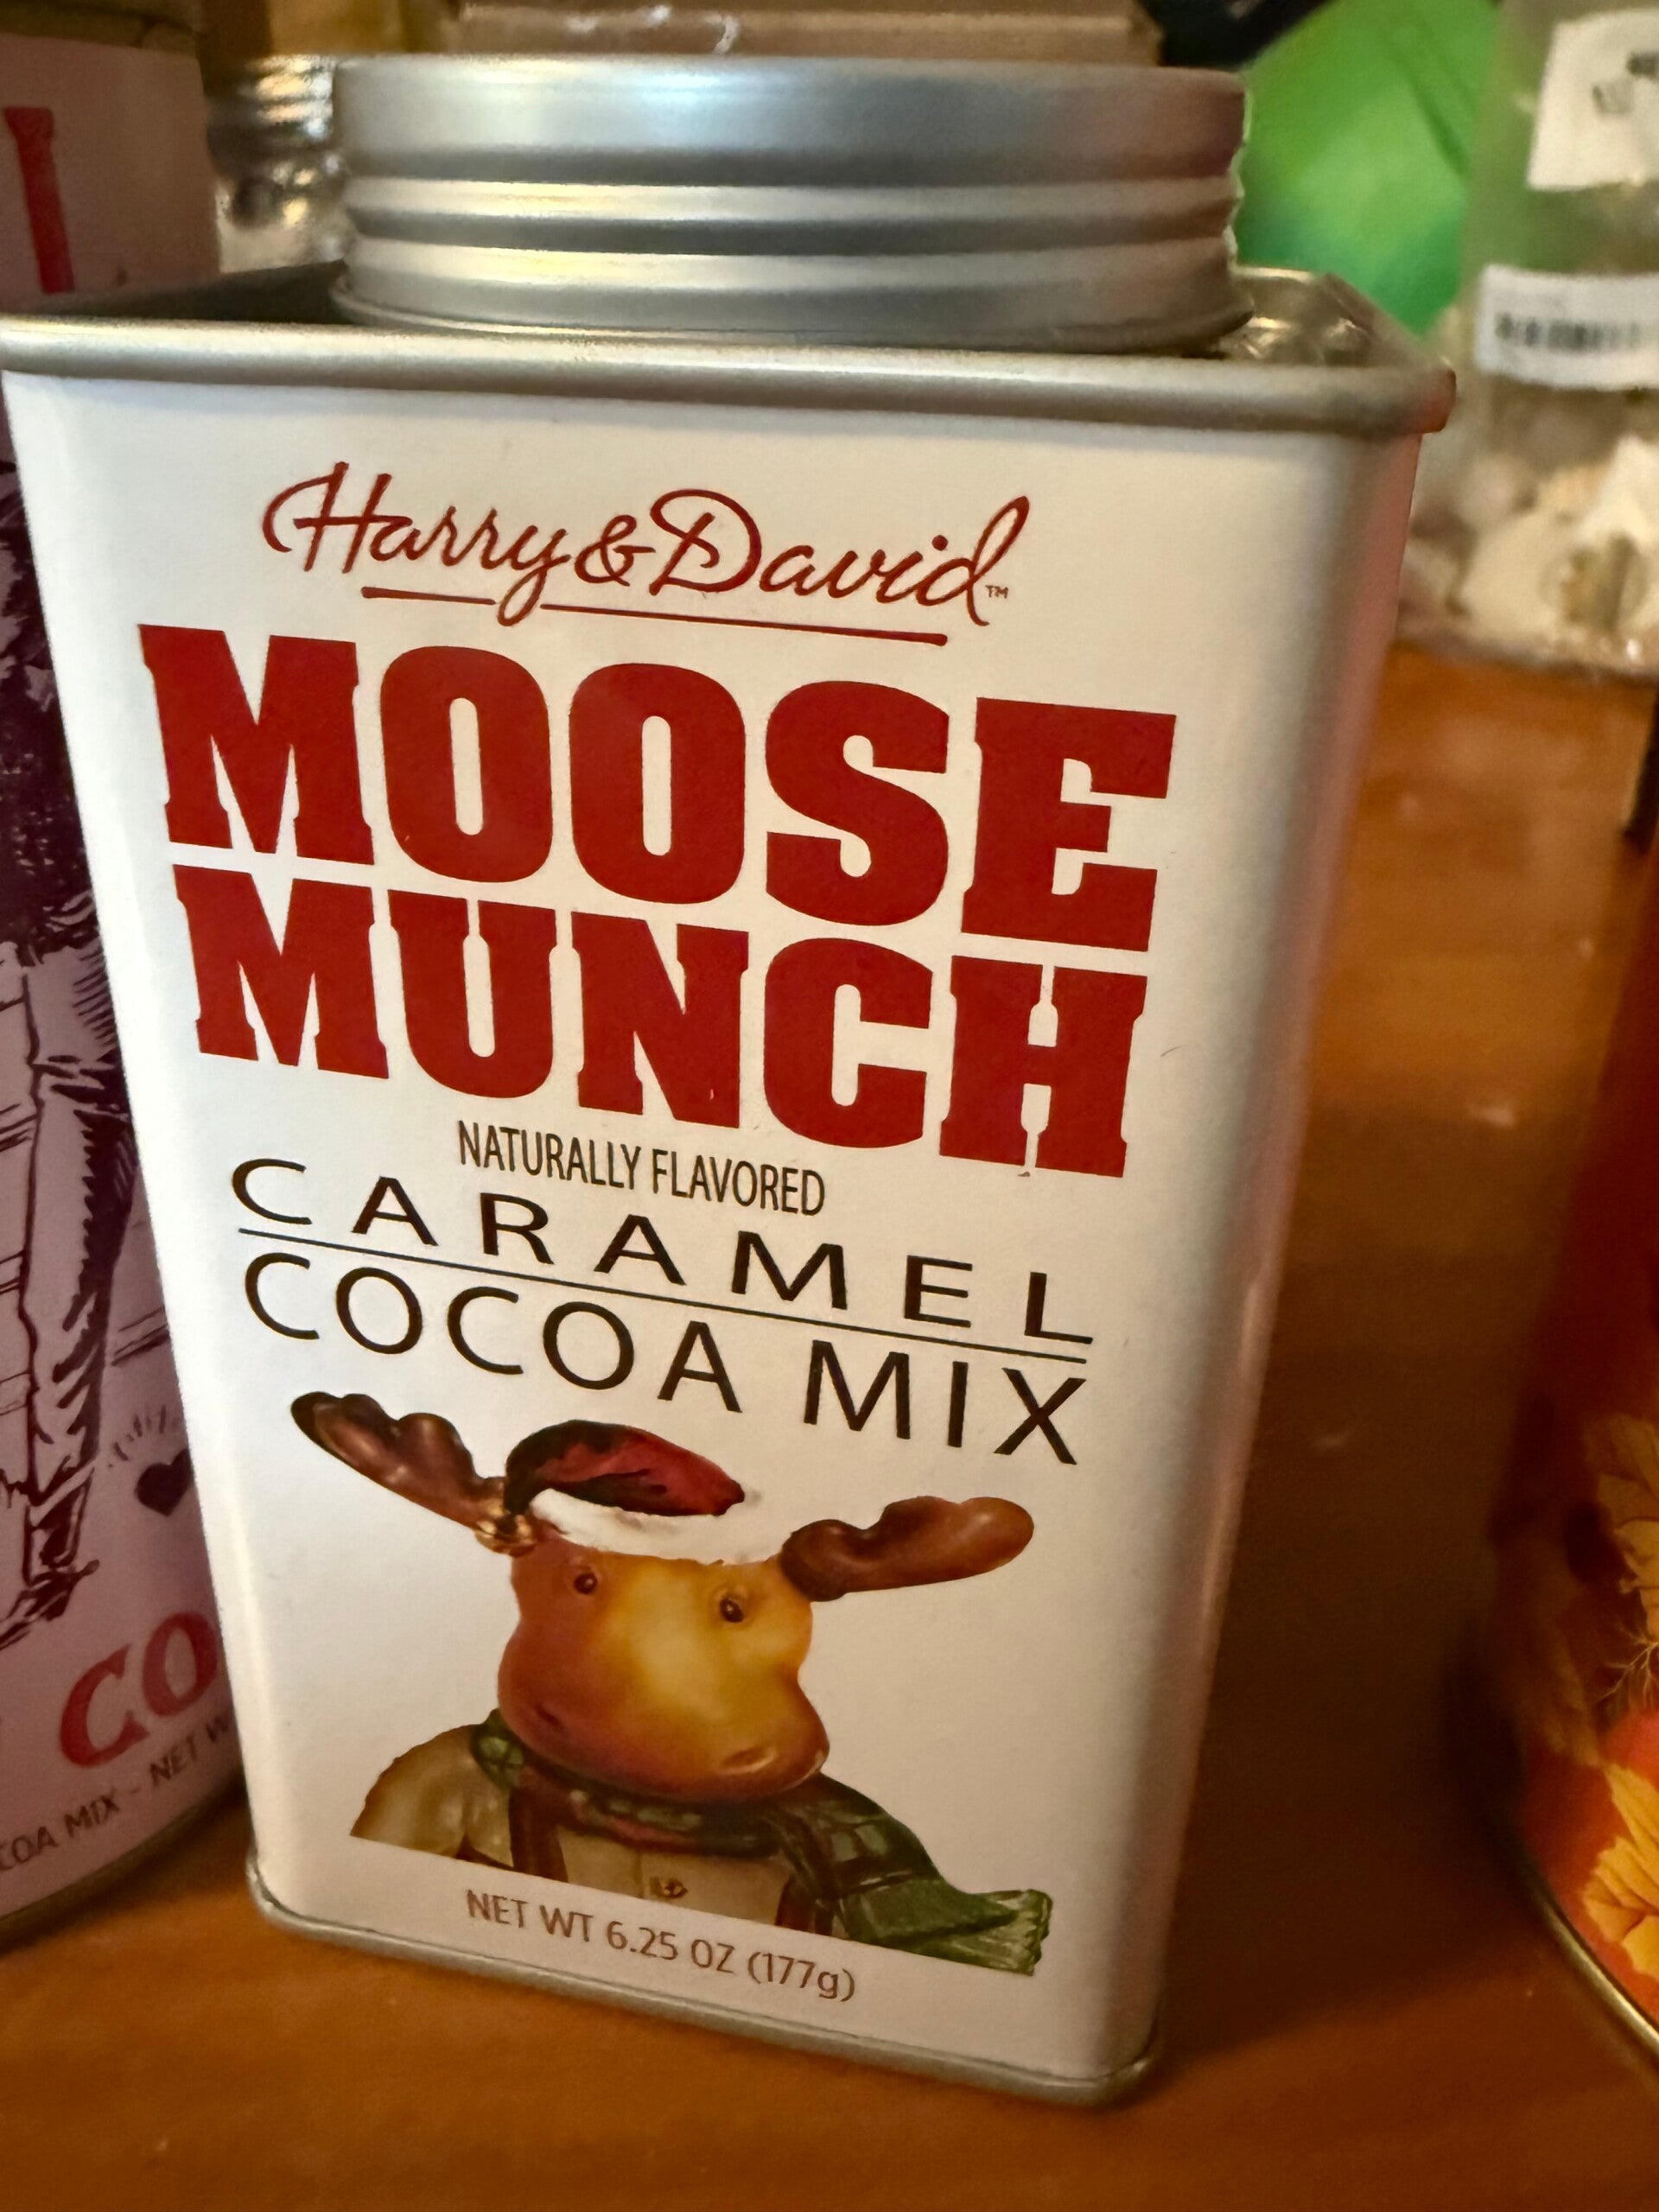 Harry & David™
MOOSE
MUNCH
NATURALLY FLAVORED
CARAMEL
COCOA MIX
NET WT 6.25 OZ (177g)
I
CO
COA MIX - NET W